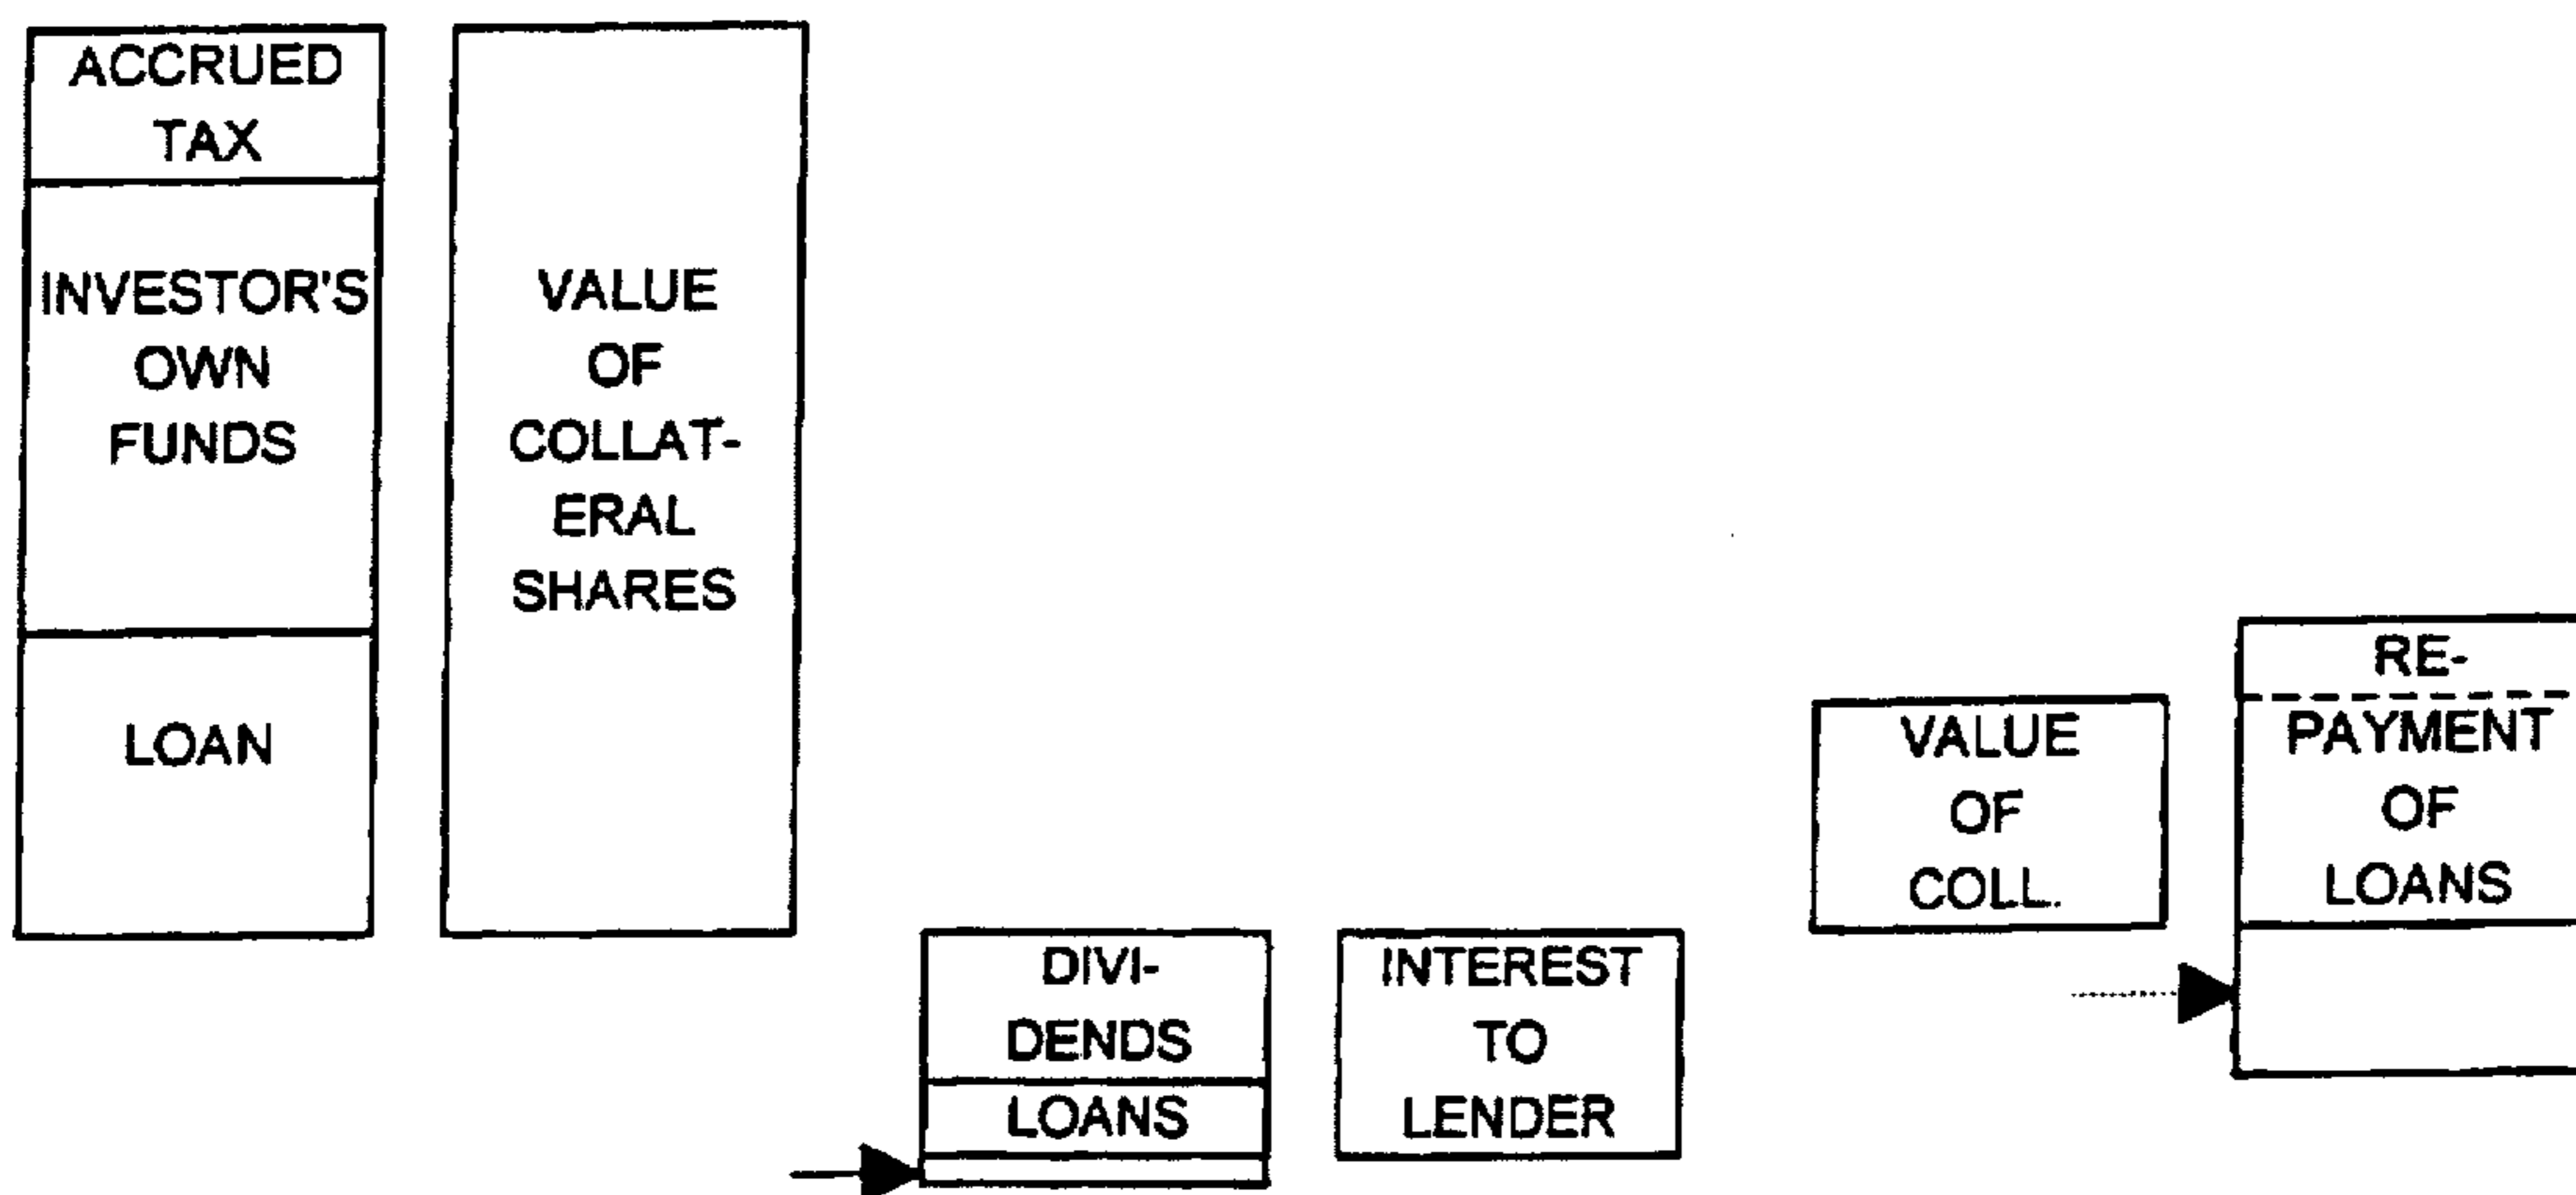 ACCRUED
TAX
INVESTOR'S
OWN
FUNDS
LOAN
VALUE
OF
COLLAT-
ERAL
SHARES
DIVI-
DENDS
LOANS
INTEREST
TO
LENDER
VALUE
OF
COLL.
RE-
PAYMENT
OF
LOANS